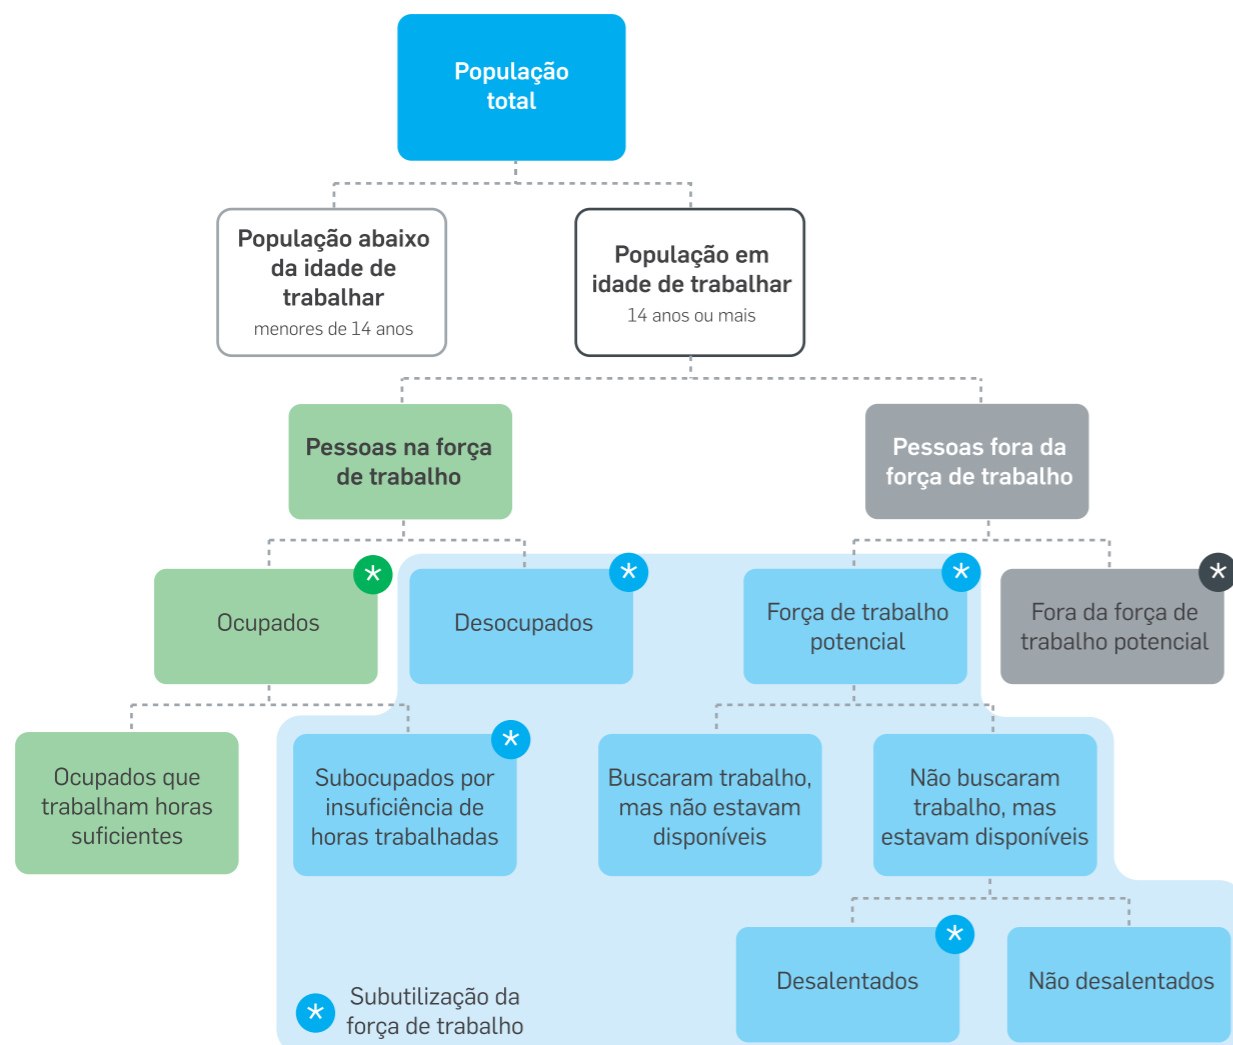 População
total
População abaixo
da idade de
trabalhar
menores de 14 anos
População em
idade de trabalhar
14 anos ou mais
Pessoas na força
de trabalho
Pessoas fora da
força de trabalho
*
Ocupados
*
Desocupados
*
Força de trabalho
potencial
*
Fora da força de
trabalho potencial
Ocupados que
trabalham horas
suficientes
*
Subocupados por
insuficiência de
horas trabalhadas
Buscaram trabalho,
mas não estavam
disponíveis
Não buscaram
trabalho, mas
estavam disponíveis
*
Desalentados
Não desalentados
* Subutilização da
força de trabalho